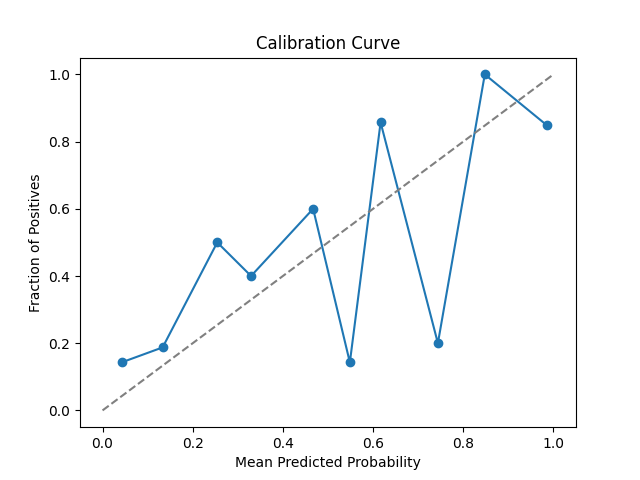 Calibration Curve
1.0
0.8
0.6
0.4
0.2
0.0
Fraction of Positives
0.0 0.2 0.4 0.6 0.8 1.0
Mean Predicted Probability